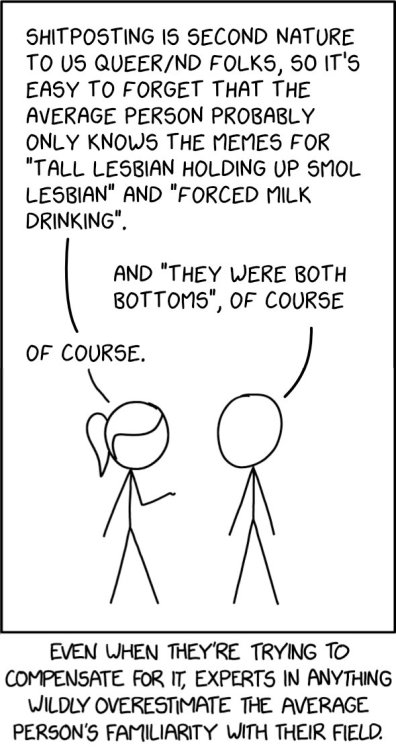 SHITPOSTING IS SECOND NATURE
TO US QUEER/ND FOLKS, SO IT'S
EASY TO FORGET THAT THE
AVERAGE PERSON PROBABLY
ONLY KNOWS THE MEMES FOR
"TALL LESBIAN HOLDING UP SMOL
LESBIAN" AND "FORCED MILK
DRINKING".
AND "THEY WERE BOTH
BOTTOMS", OF COURSE
OF COURSE.
EVEN WHEN THEY'RE TRYING TO
COMPENSATE FOR IT, EXPERTS IN ANYTHING
WILDLY OVERESTIMATE THE AVERAGE
PERSON'S FAMILIARITY WITH THEIR FIELD.